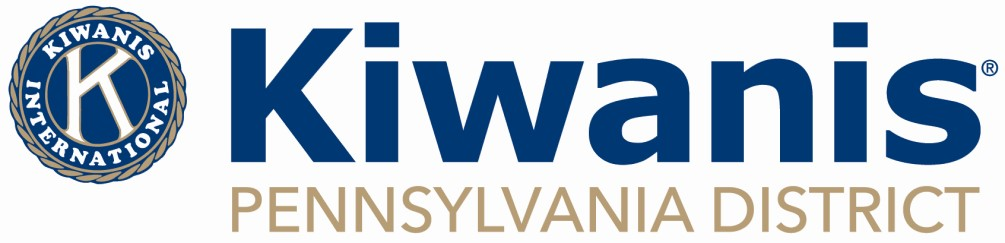 KIWANIS
K
INTERNATIONAL
Kiwanis®
PENNSYLVANIA DISTRICT